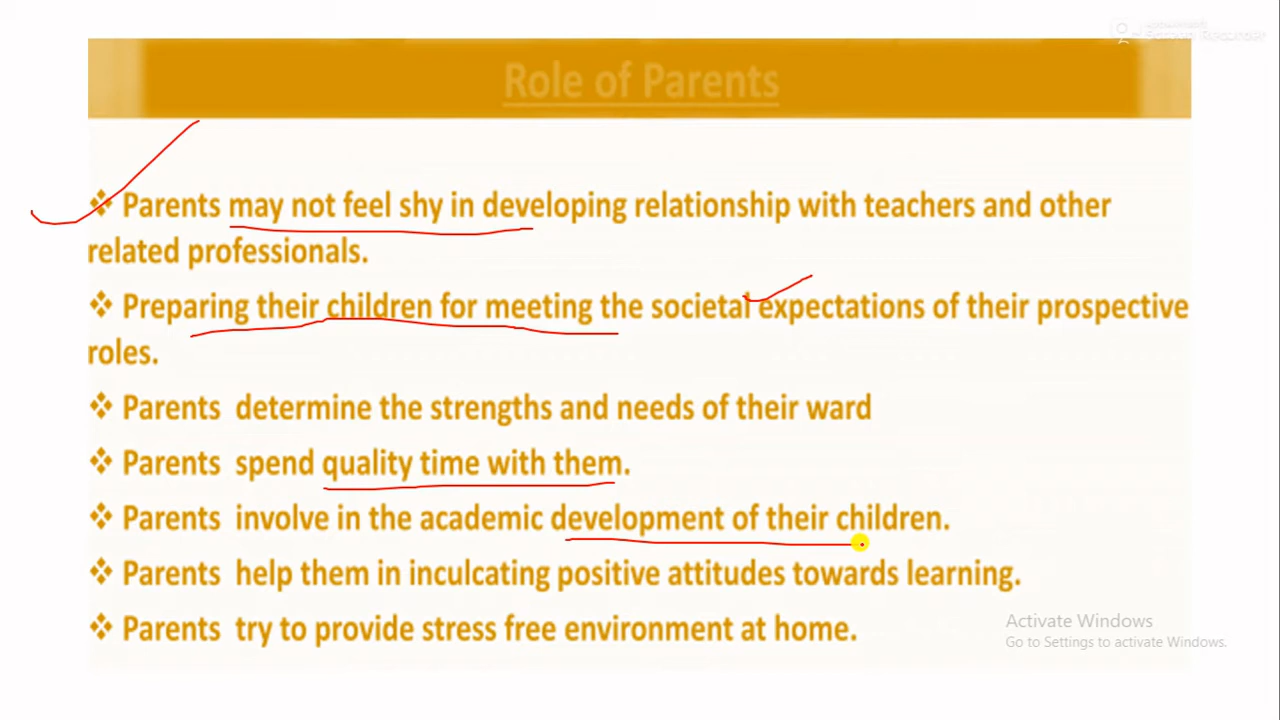 Screen Recorder
Role of Parents
❖ Parents may not feel shy in developing relationship with teachers and other
related professionals.
❖ Preparing their children for meeting the societal expectations of their prospective
roles.
❖ Parents determine the strengths and needs of their ward
❖ Parents spend quality time with them.
❖ Parents involve in the academic development of their children.
❖ Parents help them in inculcating positive attitudes towards learning.
❖ Parents try to provide stress free environment at home.
Activate Windows
Go to Settings to activate Windows.